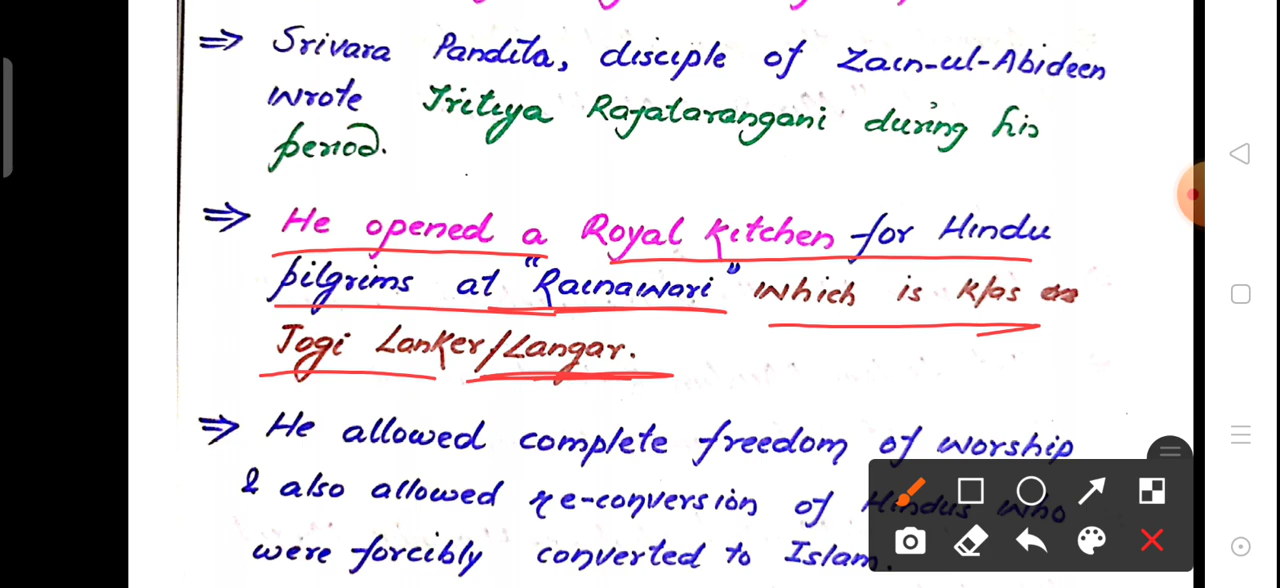 ⇒ Srivara Pandita, disciple of Zain-ul-Abideen
wrote Tritiya Rajatarangani during his
period.
⇒ He opened a Royal Kitchen for Hindu
pilgrims at "Rainawari" which is k/as
Jogi Lanker/Langar.
⇒ He allowed complete freedom of worship
& also allowed re-conversion of Hindus who
were forcibly converted to Islam.